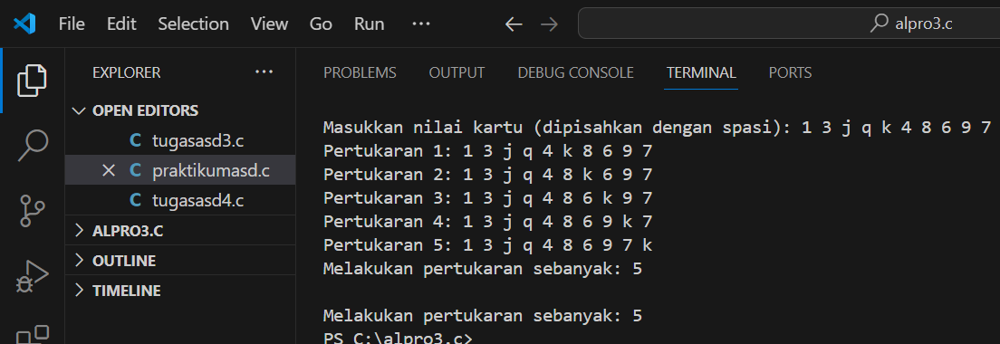 File Edit Selection View Go Run ··· alpro3.c
EXPLORER ···
OPEN EDITORS
C tugasasd3.c
C praktikumasd.c
C tugasasd4.c
ALPRO3.C
OUTLINE
TIMELINE
PROBLEMS OUTPUT DEBUG CONSOLE TERMINAL PORTS
Masukkan nilai kartu (dipisahkan dengan spasi): 1 3 j q k 4 8 6 9 7
Pertukaran 1: 1 3 j q 4 k 8 6 9 7
Pertukaran 2: 1 3 j q 4 8 k 6 9 7
Pertukaran 3: 1 3 j q 4 8 6 k 9 7
Pertukaran 4: 1 3 j q 4 8 6 9 k 7
Pertukaran 5: 1 3 j q 4 8 6 9 7 k
Melakukan pertukaran sebanyak: 5
Melakukan pertukaran sebanyak: 5
PS C:\alpro3.c>